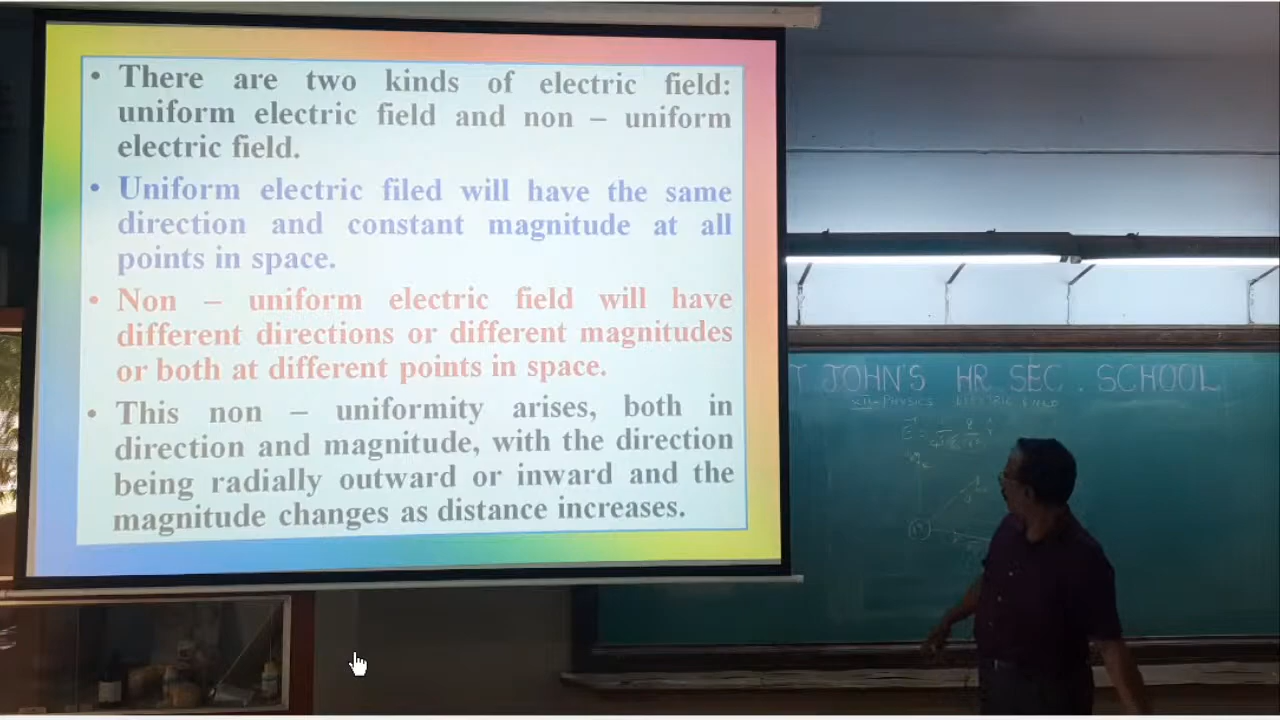 • There are two kinds of electric field:
uniform electric field and non – uniform
electric field.
• Uniform electric filed will have the same
direction and constant magnitude at all
points in space.
• Non – uniform electric field will have
different directions or different magnitudes
or both at different points in space.
• This non – uniformity arises, both in
direction and magnitude, with the direction
being radially outward or inward and the
magnitude changes as distance increases.
T JOHN'S HR SEC. SCHOOL
XII-PHYSICS ELECTRIC FIELD